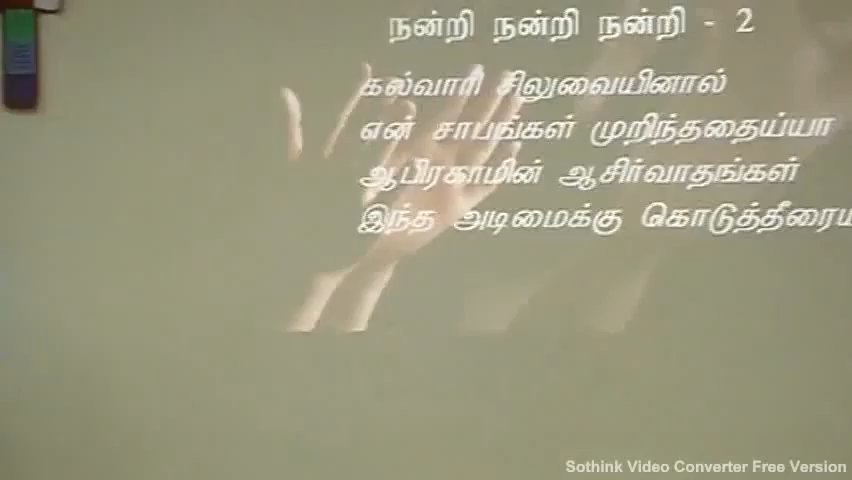 நன்றி நன்றி நன்றி - 2
கல்வாரி சிலுவையினால்
என் சாபங்கள் முறிந்ததைய்யா
ஆபிரகாமின் ஆசிர்வாதங்கள்
இந்த அடிமைக்கு கொடுத்தீரைய
Sothink Video Converter Free Version